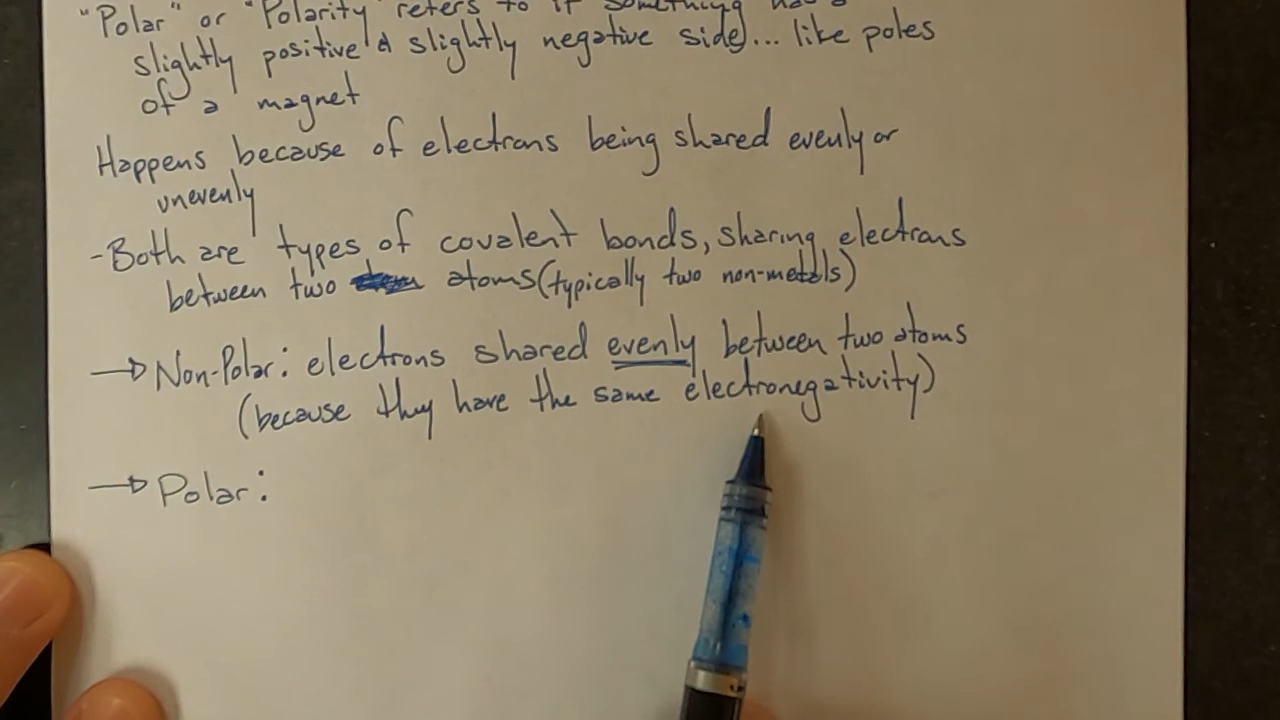 "Polar" or "Polarity" refers to if something has a
slightly positive & slightly negative side... like poles
of a magnet
Happens because of electrons being shared evenly or
unevenly
- Both are types of covalent bonds, sharing electrons
between two atoms (typically two non-metals)
→ Non-Polar: electrons shared evenly between two atoms
(because they have the same electronegativity)
→ Polar: